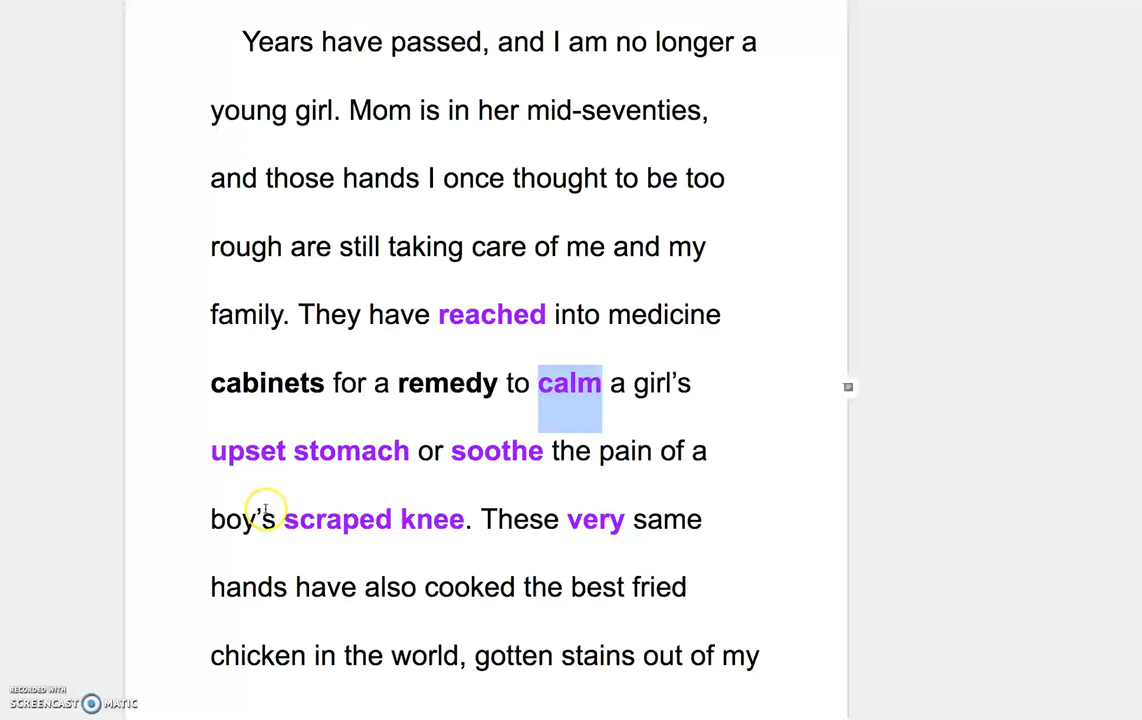 Years have passed, and I am no longer a
young girl. Mom is in her mid-seventies,
and those hands I once thought to be too
rough are still taking care of me and my
family. They have reached into medicine
cabinets for a remedy to calm a girl’s
upset stomach or soothe the pain of a
boy’s scraped knee. These very same
hands have also cooked the best fried
chicken in the world, gotten stains out of my
RECORDED WITH
SCREENCAST MATIC